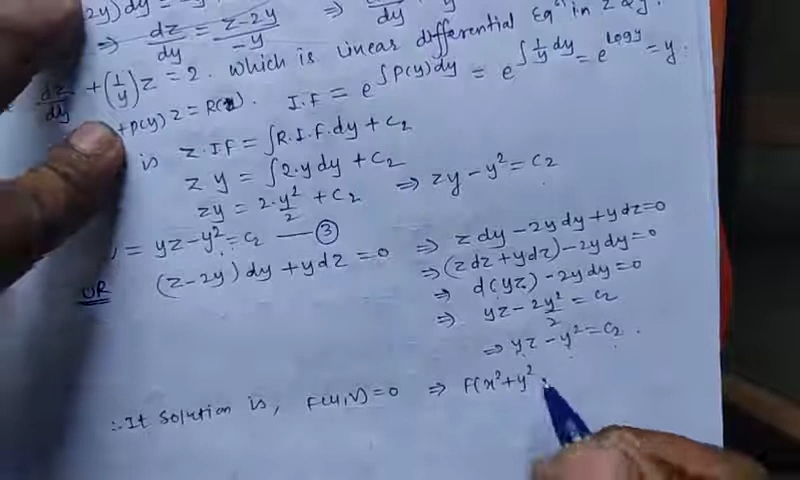 2y) dy =
⇒ dz/dy = (z-2y)/-y ⇒
dz/dy + (1/y) z = 2. which is linear differential Eqⁿ in z & y.
+P(y) z = R(y). I.F = e^∫P(y)dy = e^∫1/y dy = e^logy = y.
is z.IF = ∫R.I.F.dy + c₂
z y = ∫2.y dy + c₂
zy = 2.y²/2 + c₂ ⇒ zy - y² = c₂
= yz - y² = c₂ — ③
OR (z-2y) dy + y dz = 0 ⇒ z dy - 2y dy + y dz = 0
⇒ (z dz + y dz) - 2y dy = 0
⇒ d(yz) - 2y dy = 0
⇒ yz - 2y²/2 = c₂
⇒ yz - y² = c₂.
∴ It solution is, F(u,v) = 0 ⇒ F(x²+y²